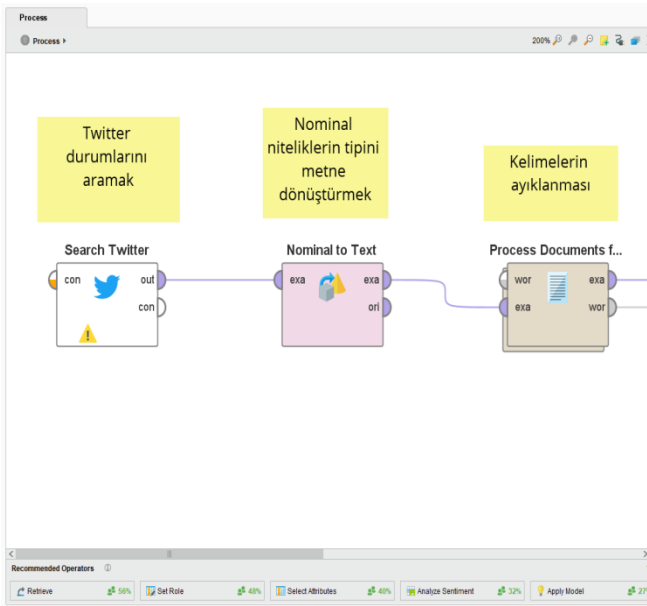 Process
Process
200%
Twitter
durumlarını
aramak
Nominal
niteliklerin tipini
metne
dönüştürmek
Kelimelerin
ayıklanması
Search Twitter
con
out
con
Nominal to Text
exa
exa
ori
Process Documents f...
wor
exa
exa
wor
Recommended Operators
Retrieve
56%
Set Role
48%
Select Attributes
40%
Analyze Sentiment
32%
Apply Model